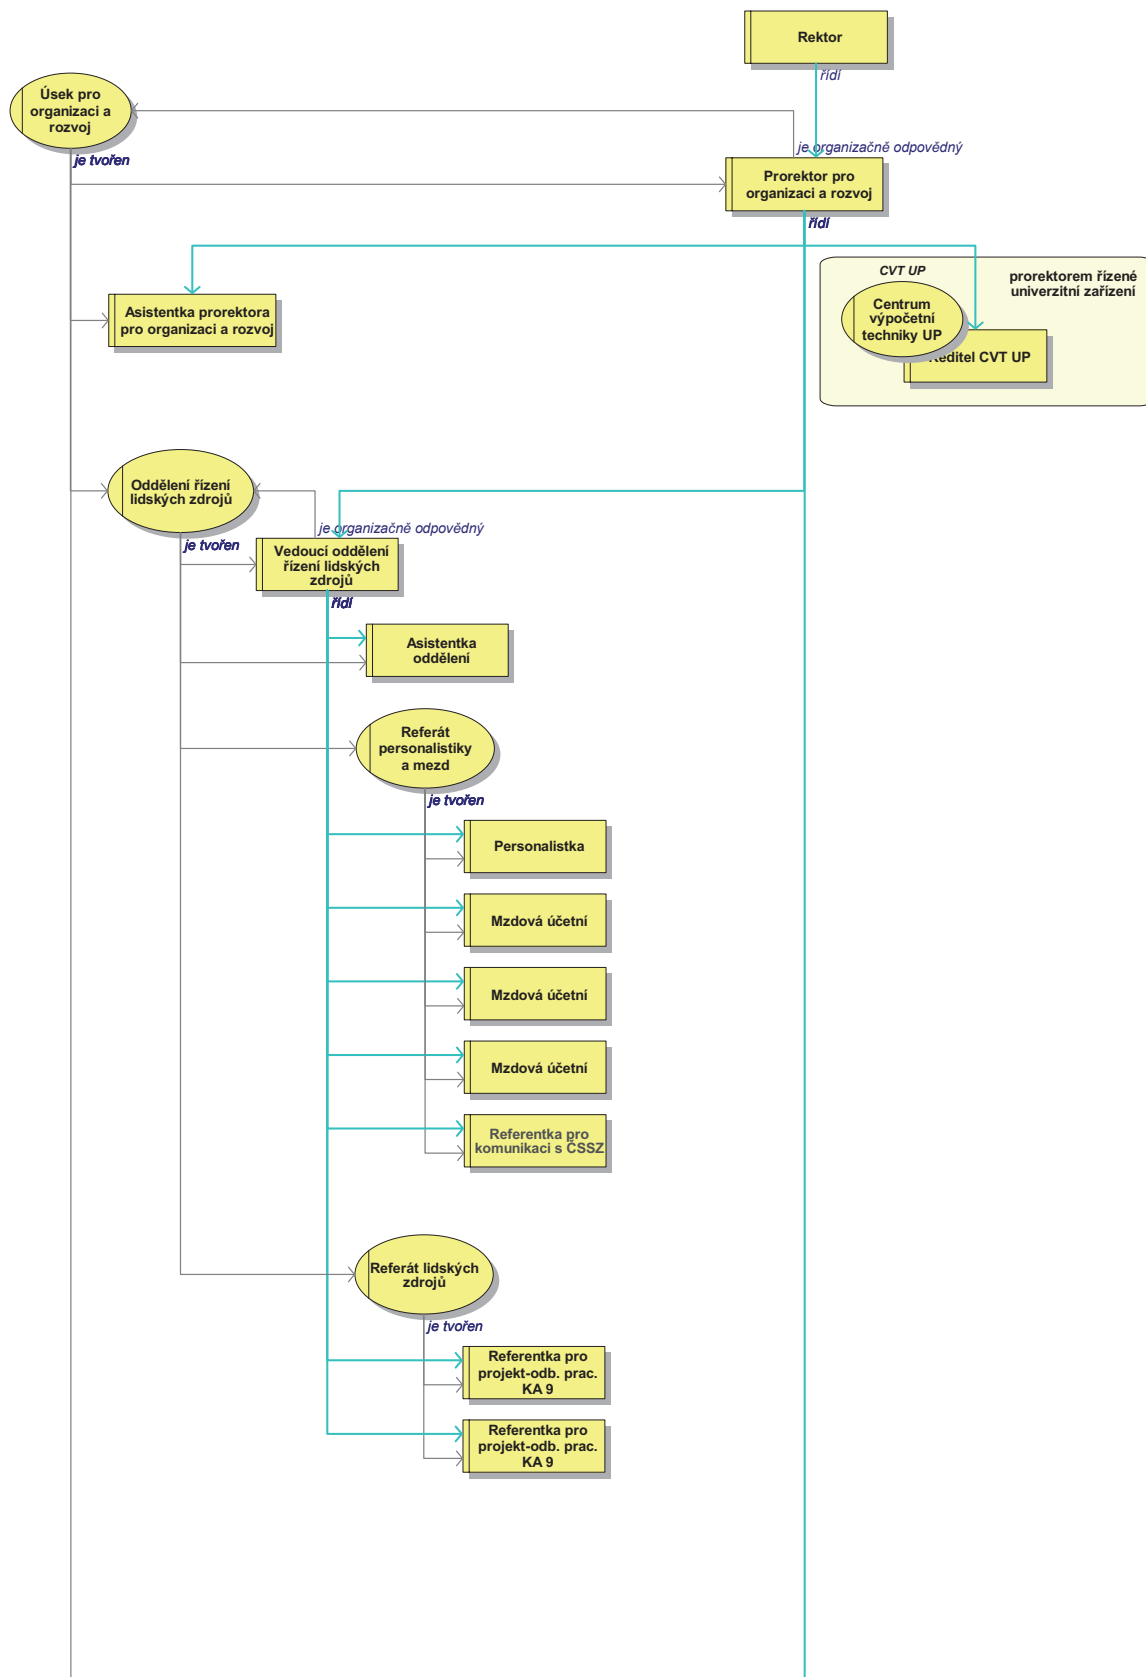 Rektor
řídí
Úsek pro
organizaci a
rozvoj
je tvořen
je organizačně odpovědný
Prorektor pro
organizaci a rozvoj
řídí
Asistentka prorektora
pro organizaci a rozvoj
CVT UP
prorektorem řízené
univerzitní zařízení
Centrum
výpočetní
techniky UP
Ředitel CVT UP
Oddělení řízení
lidských zdrojů
je tvořen
je organizačně odpovědný
Vedoucí oddělení
řízení lidských
zdrojů
řídí
Asistentka
oddělení
Referát
personalistiky
a mezd
je tvořen
Personalistka
Mzdová účetní
Mzdová účetní
Mzdová účetní
Referentka pro
komunikaci s ČSSZ
Referát lidských
zdrojů
je tvořen
Referentka pro
projekt-odb. prac.
KA 9
Referentka pro
projekt-odb. prac.
KA 9